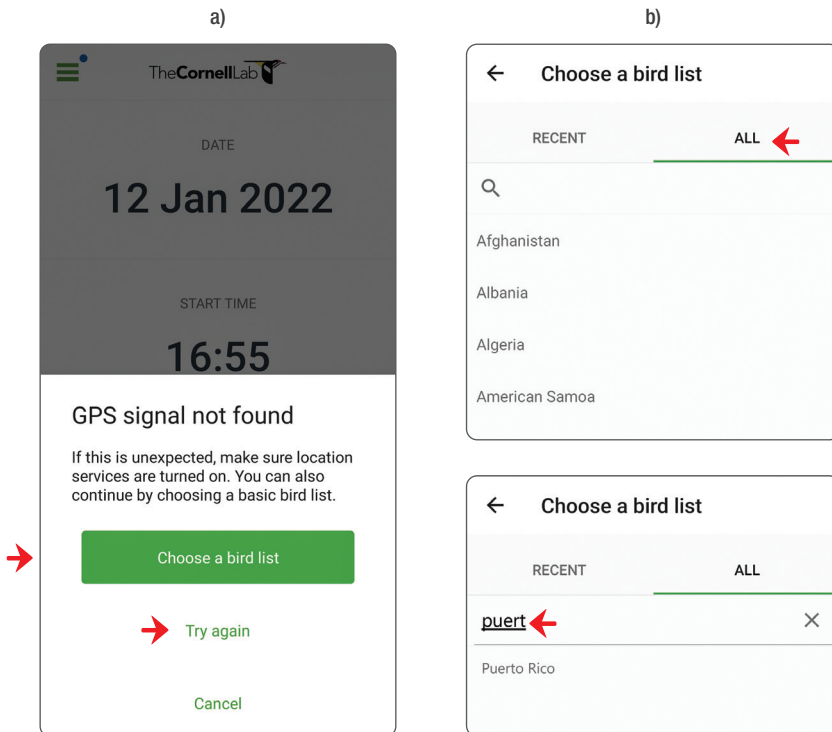 a)
TheCornellLab
DATE
12 Jan 2022
START TIME
16:55
GPS signal not found
If this is unexpected, make sure location
services are turned on. You can also
continue by choosing a basic bird list.
Choose a bird list
Try again
Cancel
b)
Choose a bird list
RECENT
ALL
Afghanistan
Albania
Algeria
American Samoa
Choose a bird list
RECENT
ALL
puert
Puerto Rico